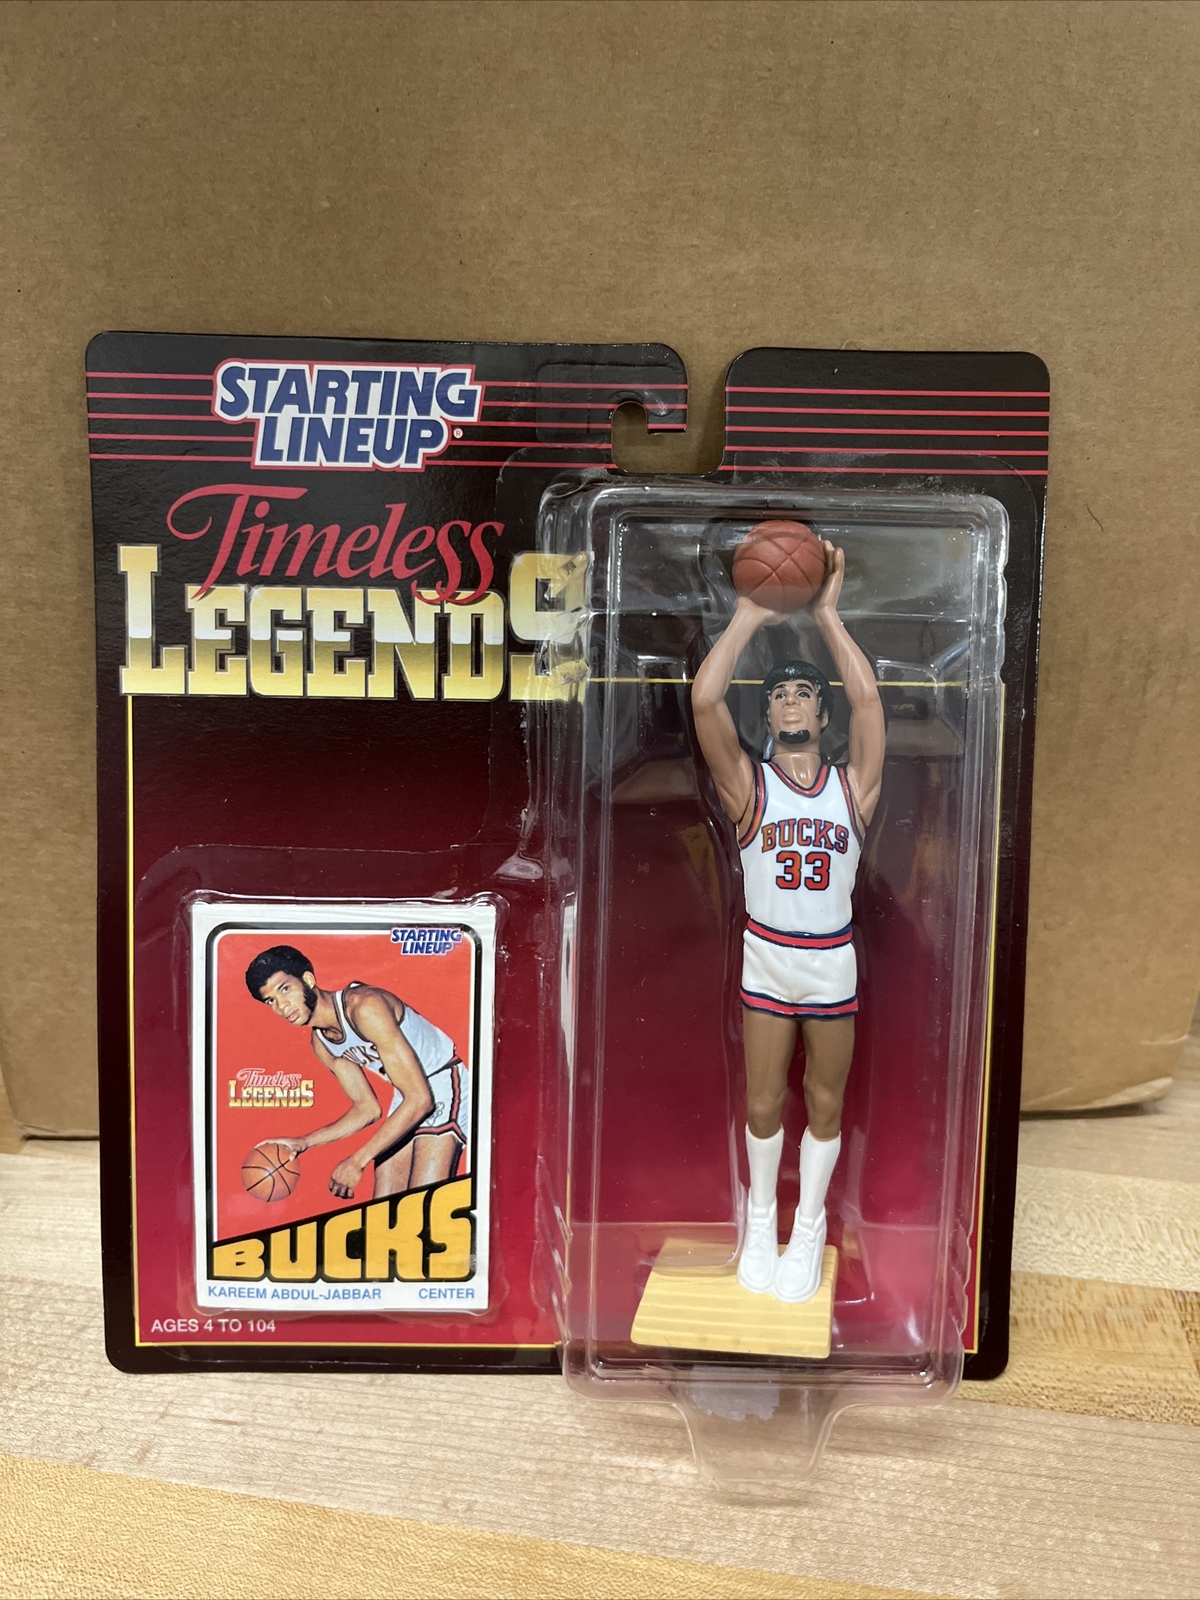 STARTING
LINEUP®
Timeless
LEGENDS
BUCKS
33
STARTING
LINEUP
BUCKS
Timeless
LEGENDS
BUCKS
KAREEM ABDUL-JABBAR CENTER
AGES 4 TO 104